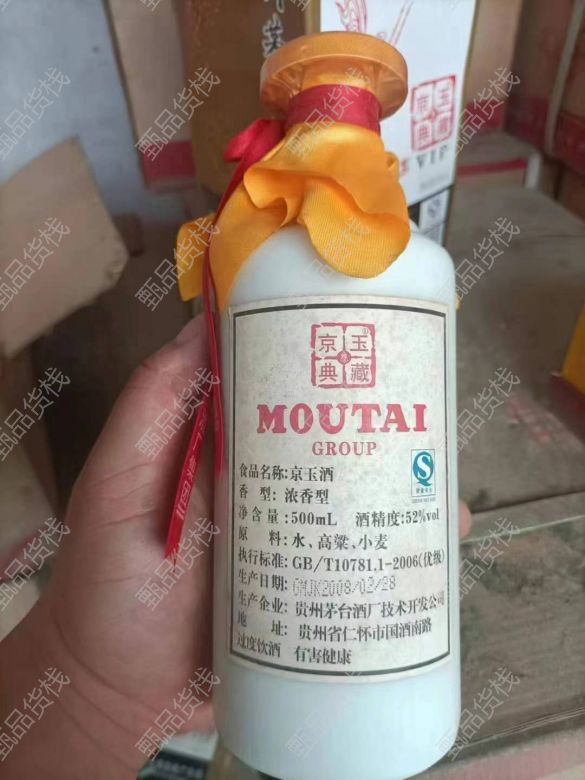 京玉
典藏
VIP
京玉
典藏
MOUTAI
GROUP
食品名称:京玉酒
香 型: 浓香型
净含量:500mL 酒精度:52%vol
原 料:水、高粱、小麦
执行标准:GB/T10781.1-2006(优级)
生产日期:GMJK2008/02/28
生产企业:贵州茅台酒厂技术开发公司
地 址: 贵州省仁怀市国酒南路
过度饮酒 有害健康
甄品货栈